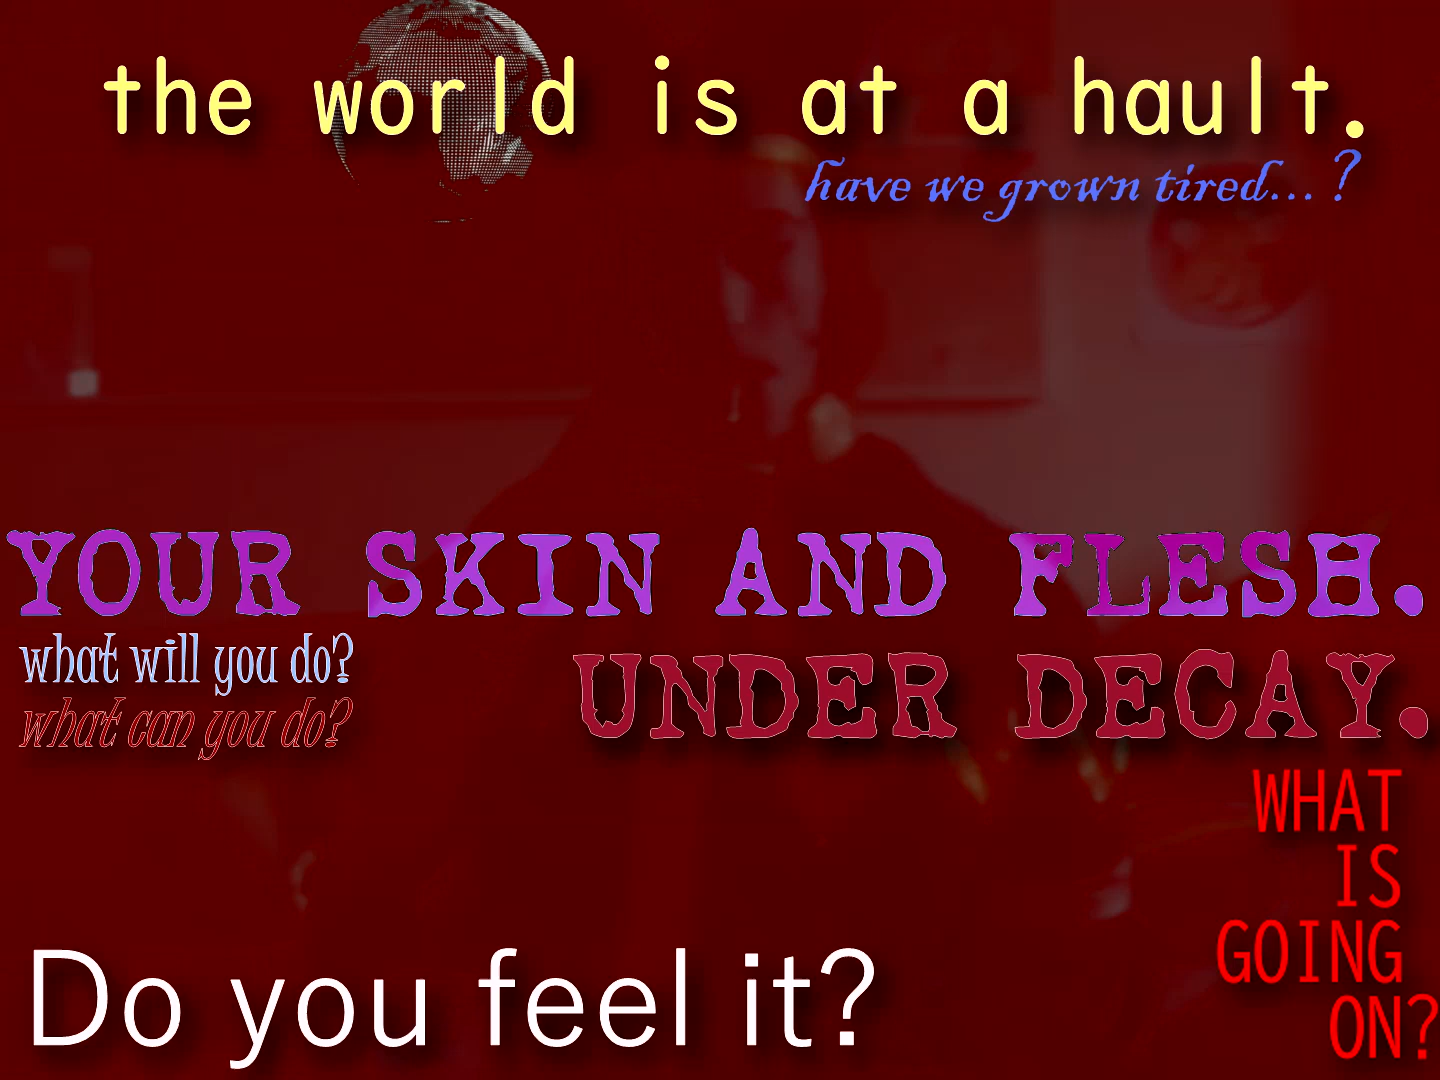 the world is at a hault.
have we grown tired...?
YOUR SKIN AND FLESH.
what will you do?
UNDER DECAY.
what can you do?
WHAT
IS
GOING
ON?
Do you feel it?